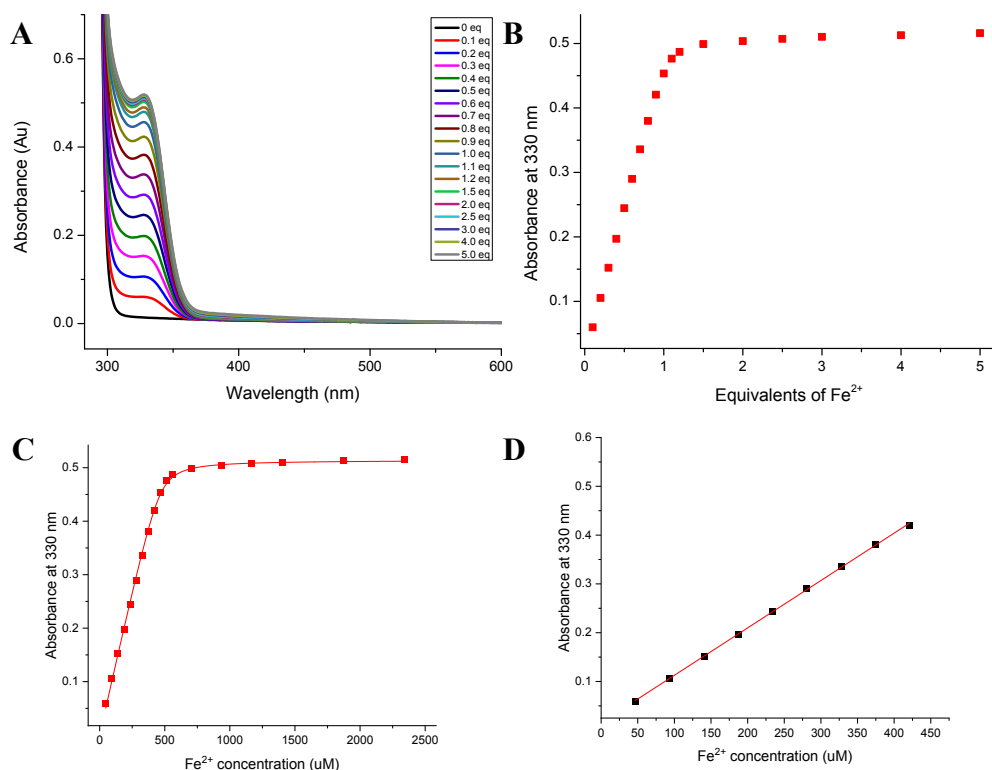 A
0 eq
0.1 eq
0.2 eq
0.3 eq
0.4 eq
0.5 eq
0.6 eq
0.7 eq
0.8 eq
0.9 eq
1.0 eq
1.1 eq
1.2 eq
1.5 eq
2.0 eq
2.5 eq
3.0 eq
4.0 eq
5.0 eq
Absorbance (Au)
0.6
0.4
0.2
0.0
300 400 500 600
Wavelength (nm)
B
Absorbance at 330 nm
0.5
0.4
0.3
0.2
0.1
0 1 2 3 4 5
Equivalents of Fe²⁺
C
Absorbance at 330 nm
0.5
0.4
0.3
0.2
0.1
0 500 1000 1500 2000 2500
Fe²⁺ concentration (uM)
D
Absorbance at 330 nm
0.6
0.5
0.4
0.3
0.2
0.1
0 50 100 150 200 250 300 350 400 450
Fe²⁺ concentration (uM)